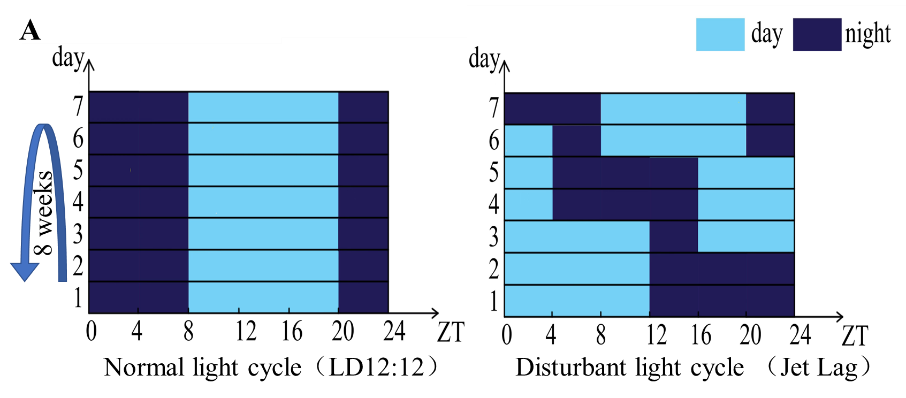 A
day night
day
7
6
5
4
3
2
1
8 weeks
0 4 8 12 16 20 24 ZT
Normal light cycle（LD12:12）
day
7
6
5
4
3
2
1
0 4 8 12 16 20 24 ZT
Disturbant light cycle （Jet Lag）